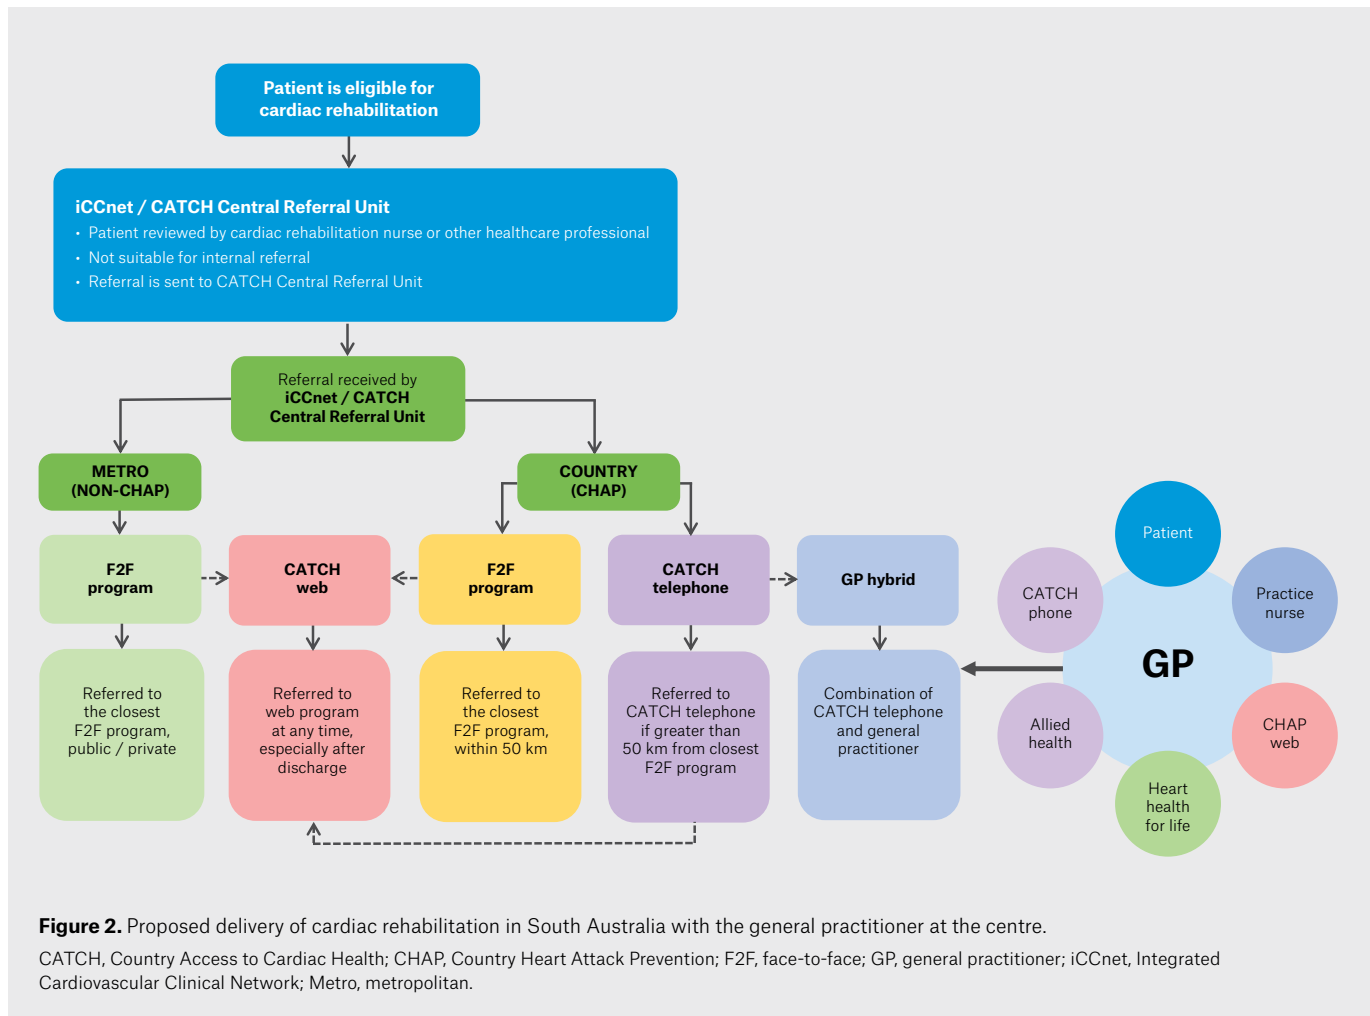 Patient is eligible for
cardiac rehabilitation
iCCnet / CATCH Central Referral Unit
• Patient reviewed by cardiac rehabilitation nurse or other healthcare professional
• Not suitable for internal referral
• Referral is sent to CATCH Central Referral Unit
Referral received by
iCCnet / CATCH
Central Referral Unit
METRO
(NON-CHAP)
COUNTRY
(CHAP)
F2F
program
CATCH
web
F2F
program
CATCH
telephone
GP hybrid
Referred to
the closest
F2F program,
public / private
Referred to
web program
at any time,
especially after
discharge
Referred to
the closest
F2F program,
within 50 km
Referred to
CATCH telephone
if greater than
50 km from closest
F2F program
Combination of
CATCH telephone
and general
practitioner
Patient
CATCH
phone
Practice
nurse
GP
Allied
health
CHAP
web
Heart
health
for life
Figure 2. Proposed delivery of cardiac rehabilitation in South Australia with the general practitioner at the centre.
CATCH, Country Access to Cardiac Health; CHAP, Country Heart Attack Prevention; F2F, face-to-face; GP, general practitioner; iCCnet, Integrated
Cardiovascular Clinical Network; Metro, metropolitan.